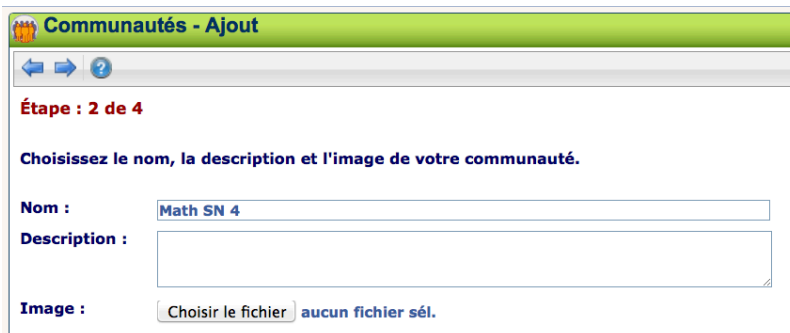 Communautés - Ajout
Étape : 2 de 4
Choisissez le nom, la description et l'image de votre communauté.
Nom : Math SN 4
Description :
Image : Choisir le fichier aucun fichier sél.